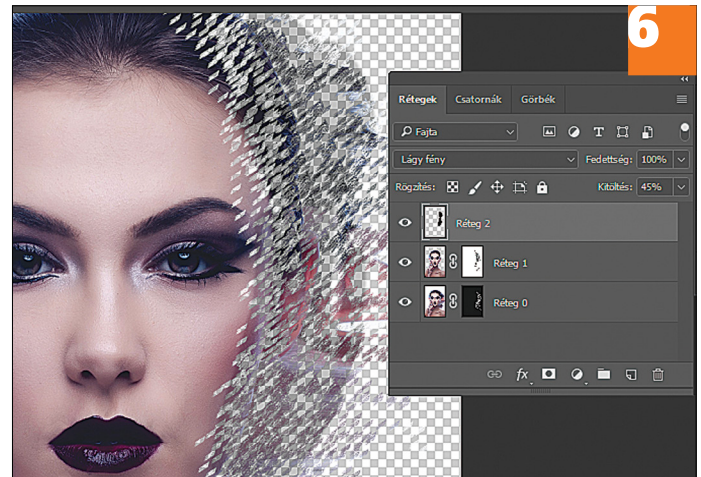 6
Rétegek Csatornák Görbék
Fajta
Lágy fény Fedettség: 100%
Rögzítés: Kitöltés: 45%
Réteg 2
Réteg 1
Réteg 0
fx